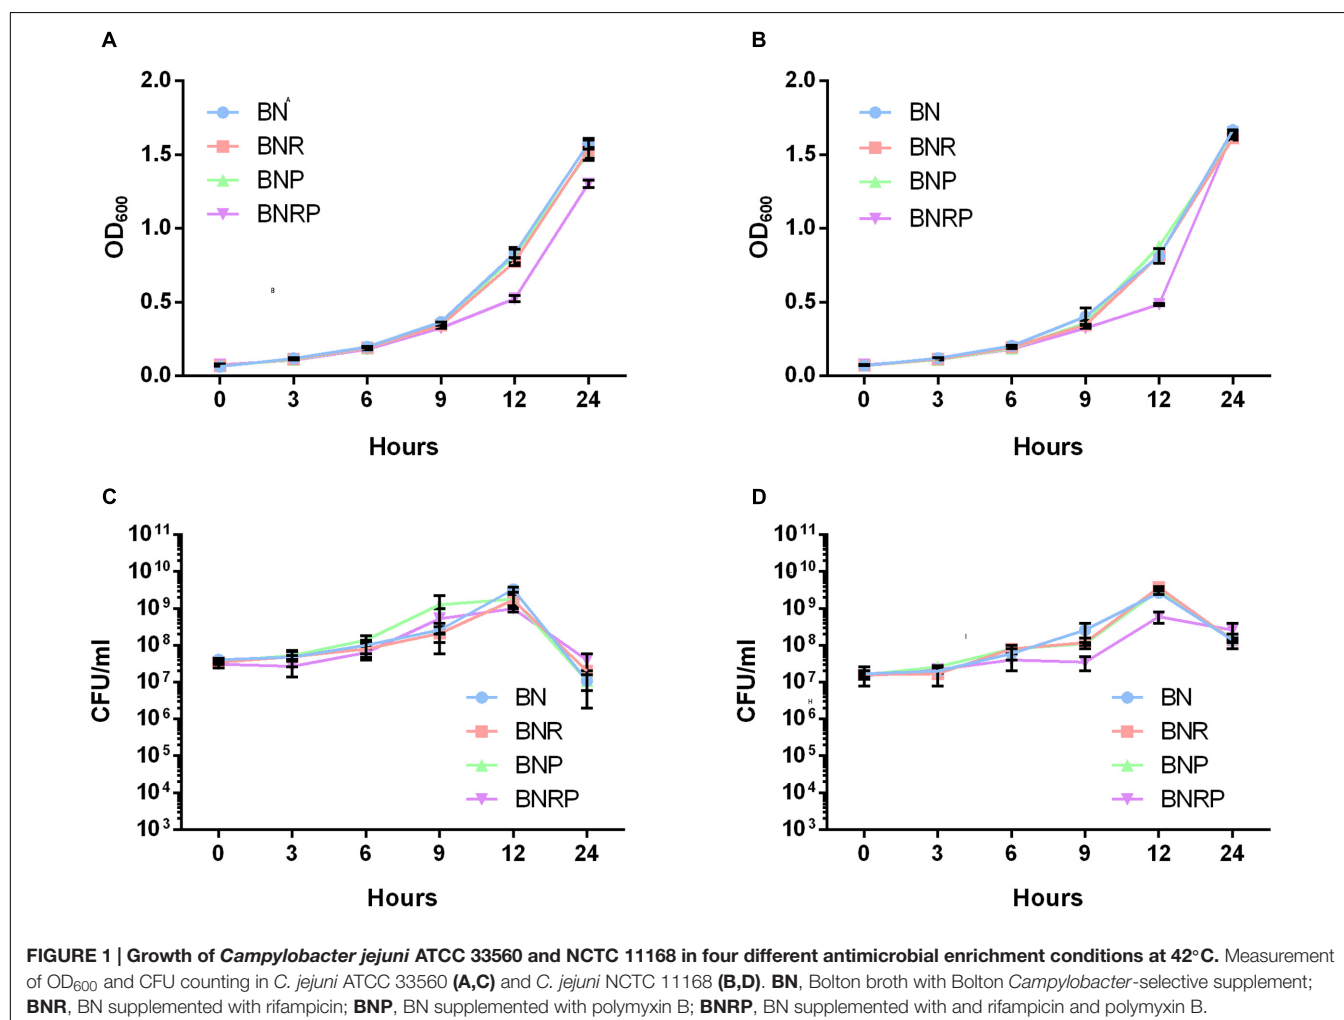 A
2.0
1.5
1.0
0.5
0.0
OD600
BN A
BNR
BNP
BNRP
B
0 3 6 9 12 24
Hours
B
2.0
1.5
1.0
0.5
0.0
OD600
BN
BNR
BNP
BNRP
0 3 6 9 12 24
Hours
C
10^11
10^10
10^9
10^8
10^7
10^6
10^5
10^4
10^3
CFU/ml
BN
BNR
BNP
BNRP
0 3 6 9 12 24
Hours
D
10^11
10^10
10^9
10^8
10^7
10^6
10^5
10^4
10^3
CFU/ml
I
H
BN
BNR
BNP
BNRP
0 3 6 9 12 24
Hours
FIGURE 1 | Growth of Campylobacter jejuni ATCC 33560 and NCTC 11168 in four different antimicrobial enrichment conditions at 42°C. Measurement
of OD600 and CFU counting in C. jejuni ATCC 33560 (A,C) and C. jejuni NCTC 11168 (B,D). BN, Bolton broth with Bolton Campylobacter-selective supplement;
BNR, BN supplemented with rifampicin; BNP, BN supplemented with polymyxin B; BNRP, BN supplemented with and rifampicin and polymyxin B.